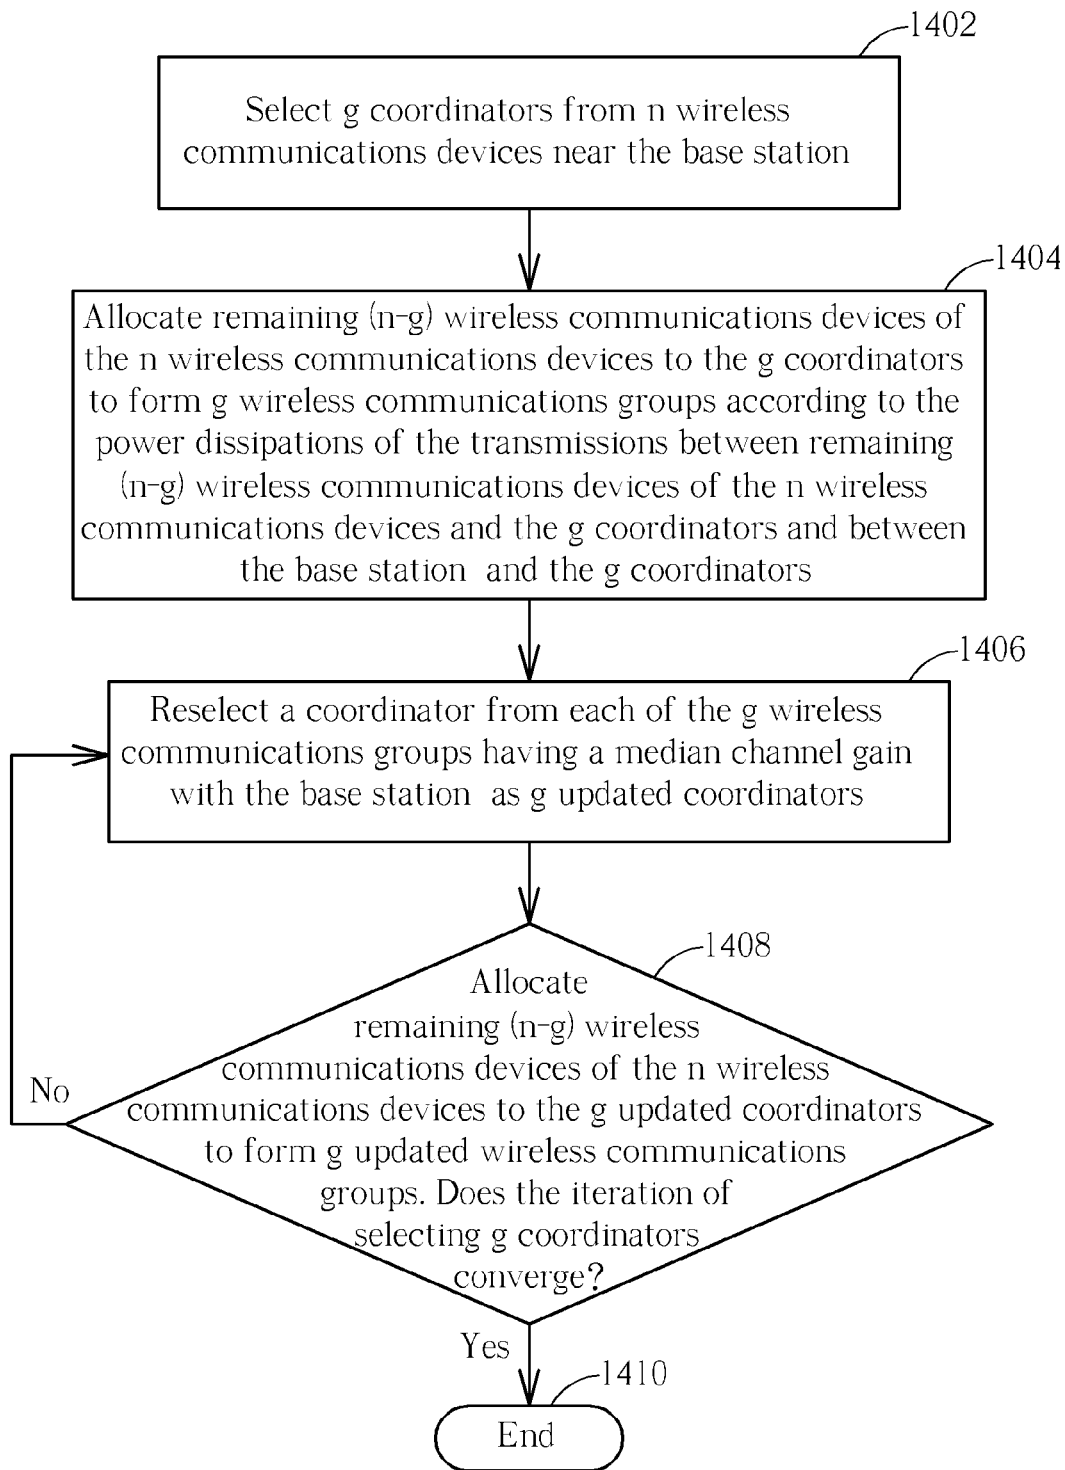 1402
Select g coordinators from n wireless
communications devices near the base station
1404
Allocate remaining (n-g) wireless communications devices of
the n wireless communications devices to the g coordinators
to form g wireless communications groups according to the
power dissipations of the transmissions between remaining
(n-g) wireless communications devices of the n wireless
communications devices and the g coordinators and between
the base station and the g coordinators
1406
Reselect a coordinator from each of the g wireless
communications groups having a median channel gain
with the base station as g updated coordinators
1408
Allocate
remaining (n-g) wireless
communications devices of the n wireless
communications devices to the g updated coordinators
to form g updated wireless communications
groups. Does the iteration of
selecting g coordinators
converge?
No
Yes
1410
End